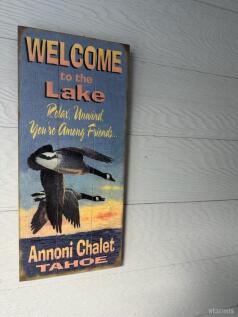 WELCOME
to the
Lake
Relax, Unwind,
You're Among Friends...
Annoni Chalet
TAHOE